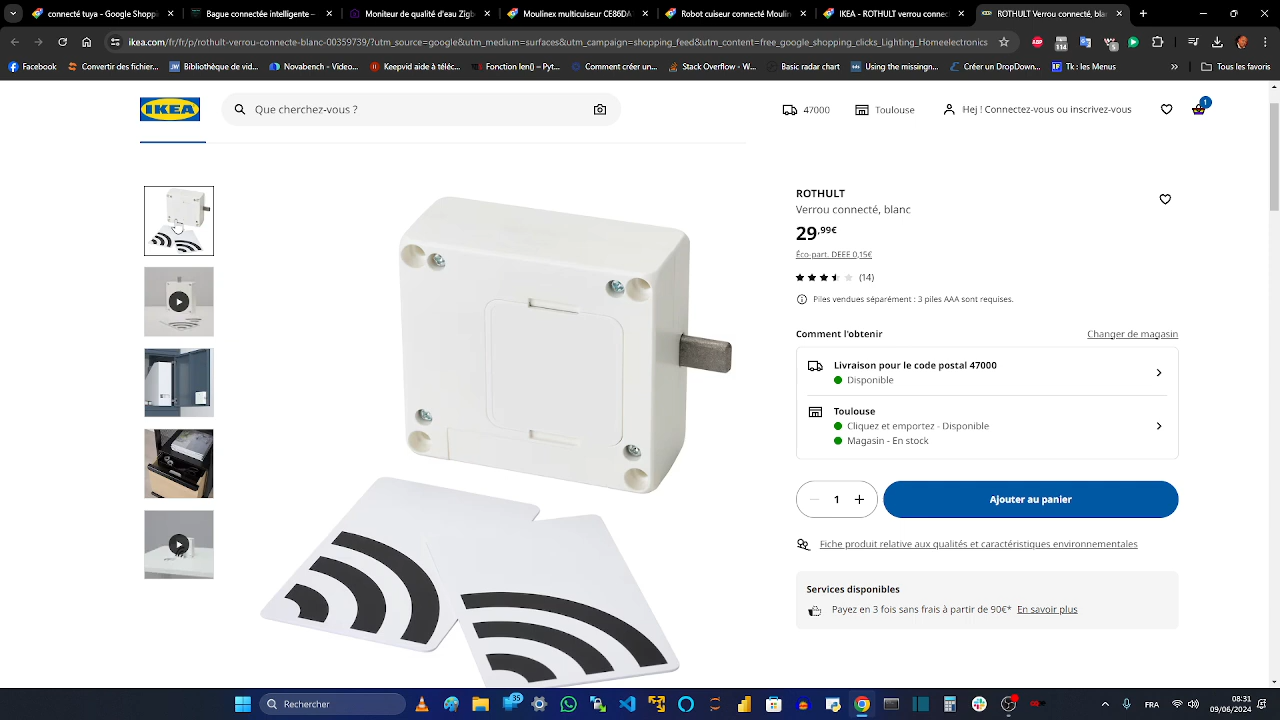 connecté tuya - Google Shopp
Bague intelligente –
Moniteur de qualité d'eau Zigb
Moulinex multicuiseur CE86DA
Robot cuiseur connecté Moulin
IKEA - ROTHULT verrou connec
ROTHULT Verrou connecté, bla
ikea.com/fr/fr/p/rothult-verrou-connecte-blanc-00359739/?utm_source=google&utm_medium=surfaces&utm_campaign=shopping_feed&utm_content=free_google_shopping_clicks_Lighting_Homeelectronics
114
Facebook
Convertir des fichier...
Bibliothèque de vid...
Novabench - Videc...
Keepvid aide à téléc...
Fonction len() – Pyt...
Comment créer un...
Stack Overflow - W...
Basic radar chart
Using the missingn...
Créer un DropDown...
Tk : les Menus
Tous les favoris
IKEA
Que cherchez-vous ?
47000
Toulouse
Hej ! Connectez-vous ou inscrivez-vous
1
ROTHULT
Verrou connecté, blanc
29,99€
Éco-part. DEEE 0,15€
(14)
Piles vendues séparément : 3 piles AAA sont requises.
Comment l'obtenir
Changer de magasin
Livraison pour le code postal 47000
Disponible
Toulouse
Cliquez et emportez - Disponible
Magasin - En stock
1
Ajouter au panier
Fiche produit relative aux qualités et caractéristiques environnementales
Services disponibles
Payez en 3 fois sans frais à partir de 90€* En savoir plus
Rechercher
35
FRA
08:31
09/06/2024